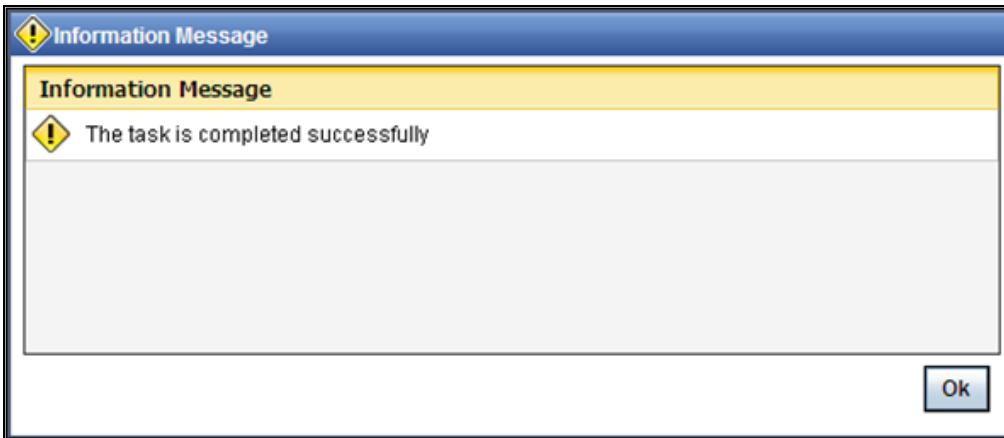 Information Message
Information Message
The task is completed successfully
Ok